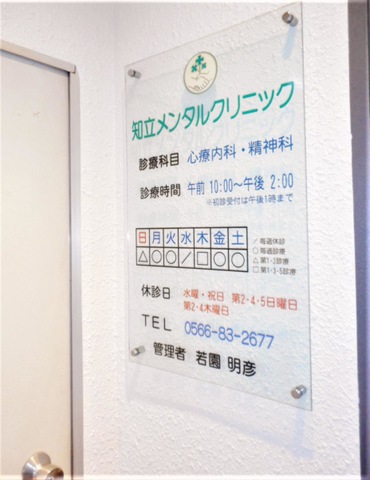 知立メンタルクリニック
診療科目 心療内科・精神科
診療時間 午前 10:00〜午後 2:00
※初診受付は午後1時まで
日月火水木金土
△○○／□○○
／毎週休診
○毎週診療
△第1・3診療
□第1・3・5診療
休診日 水曜・祝日 第2・4・5日曜日
第2・4木曜日
TEL 0566-83-2677
管理者 若園 明彦